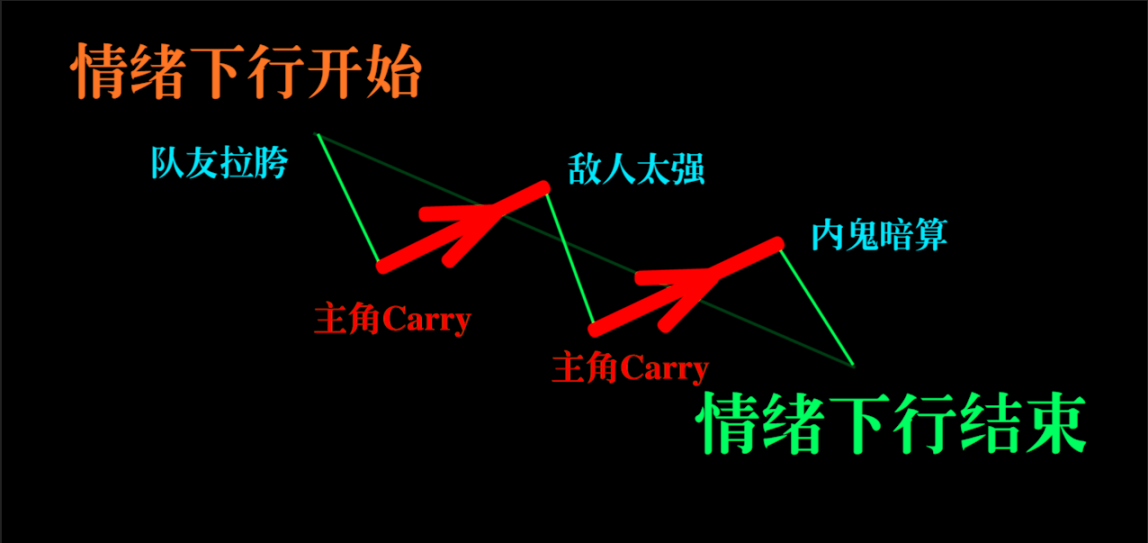 情绪下行开始
队友拉胯
敌人太强
内鬼暗算
主角Carry
主角Carry
情绪下行结束